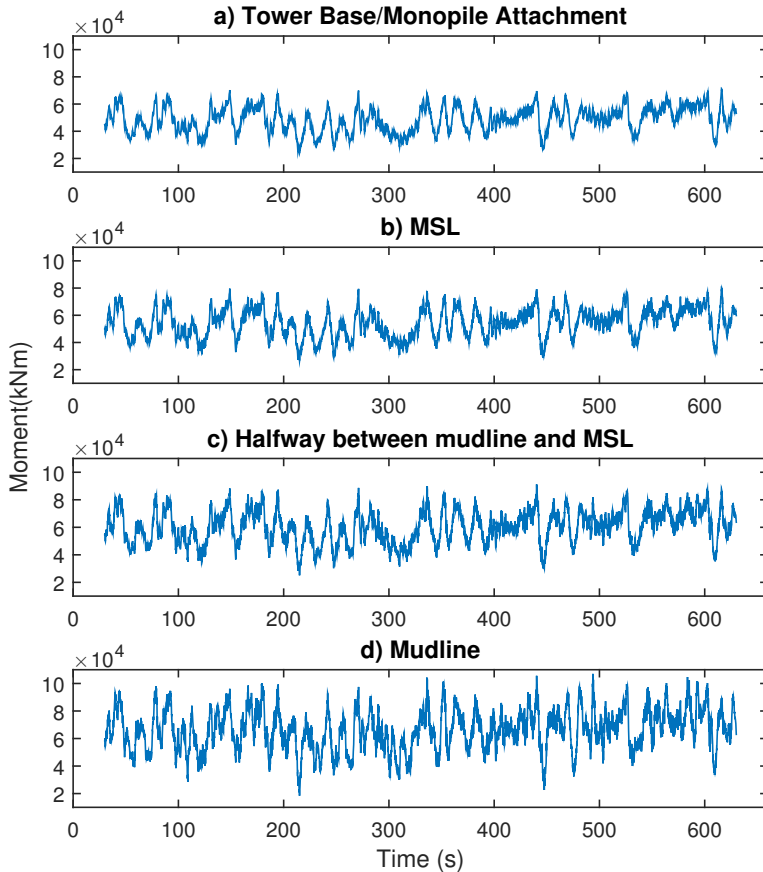 a) Tower Base/Monopile Attachment
×10^4
10
8
6
4
2
0 100 200 300 400 500 600
b) MSL
×10^4
10
8
6
4
2
0 100 200 300 400 500 600
Moment(kNm)
c) Halfway between mudline and MSL
×10^4
10
8
6
4
2
0 100 200 300 400 500 600
d) Mudline
×10^4
10
8
6
4
2
0 100 200 300 400 500 600
Time (s)